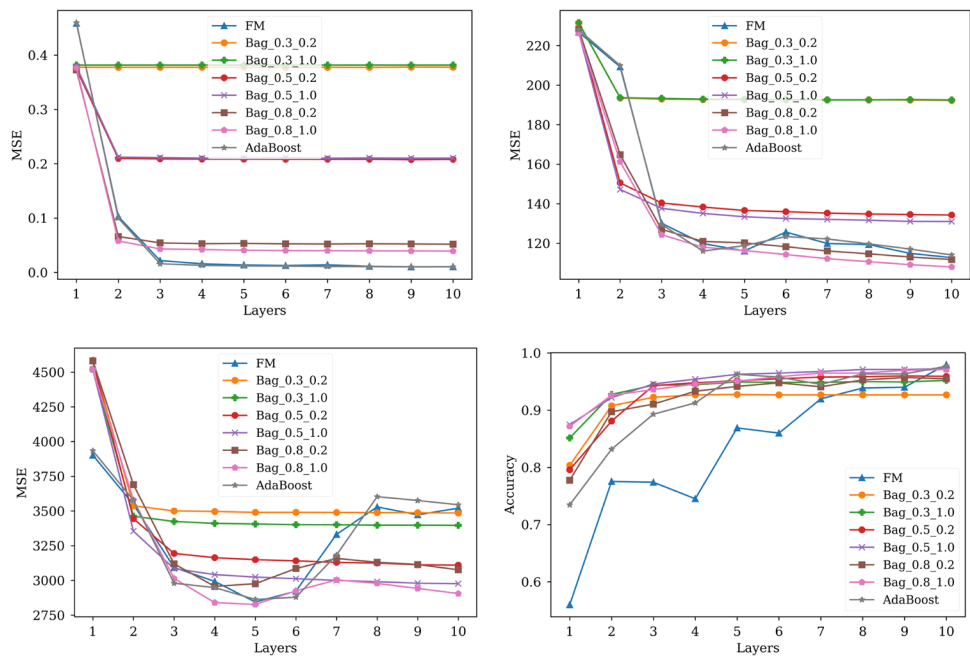 FM
Bag_0.3_0.2
Bag_0.3_1.0
Bag_0.5_0.2
Bag_0.5_1.0
Bag_0.8_0.2
Bag_0.8_1.0
AdaBoost
MSE
0.4
0.3
0.2
0.1
0.0
1 2 3 4 5 6 7 8 9 10
Layers
FM
Bag_0.3_0.2
Bag_0.3_1.0
Bag_0.5_0.2
Bag_0.5_1.0
Bag_0.8_0.2
Bag_0.8_1.0
AdaBoost
MSE
220
200
180
160
140
120
1 2 3 4 5 6 7 8 9 10
Layers
FM
Bag_0.3_0.2
Bag_0.3_1.0
Bag_0.5_0.2
Bag_0.5_1.0
Bag_0.8_0.2
Bag_0.8_1.0
AdaBoost
MSE
4500
4250
4000
3750
3500
3250
3000
2750
1 2 3 4 5 6 7 8 9 10
Layers
Accuracy
1.0
0.9
0.8
0.7
0.6
FM
Bag_0.3_0.2
Bag_0.3_1.0
Bag_0.5_0.2
Bag_0.5_1.0
Bag_0.8_0.2
Bag_0.8_1.0
AdaBoost
1 2 3 4 5 6 7 8 9 10
Layers